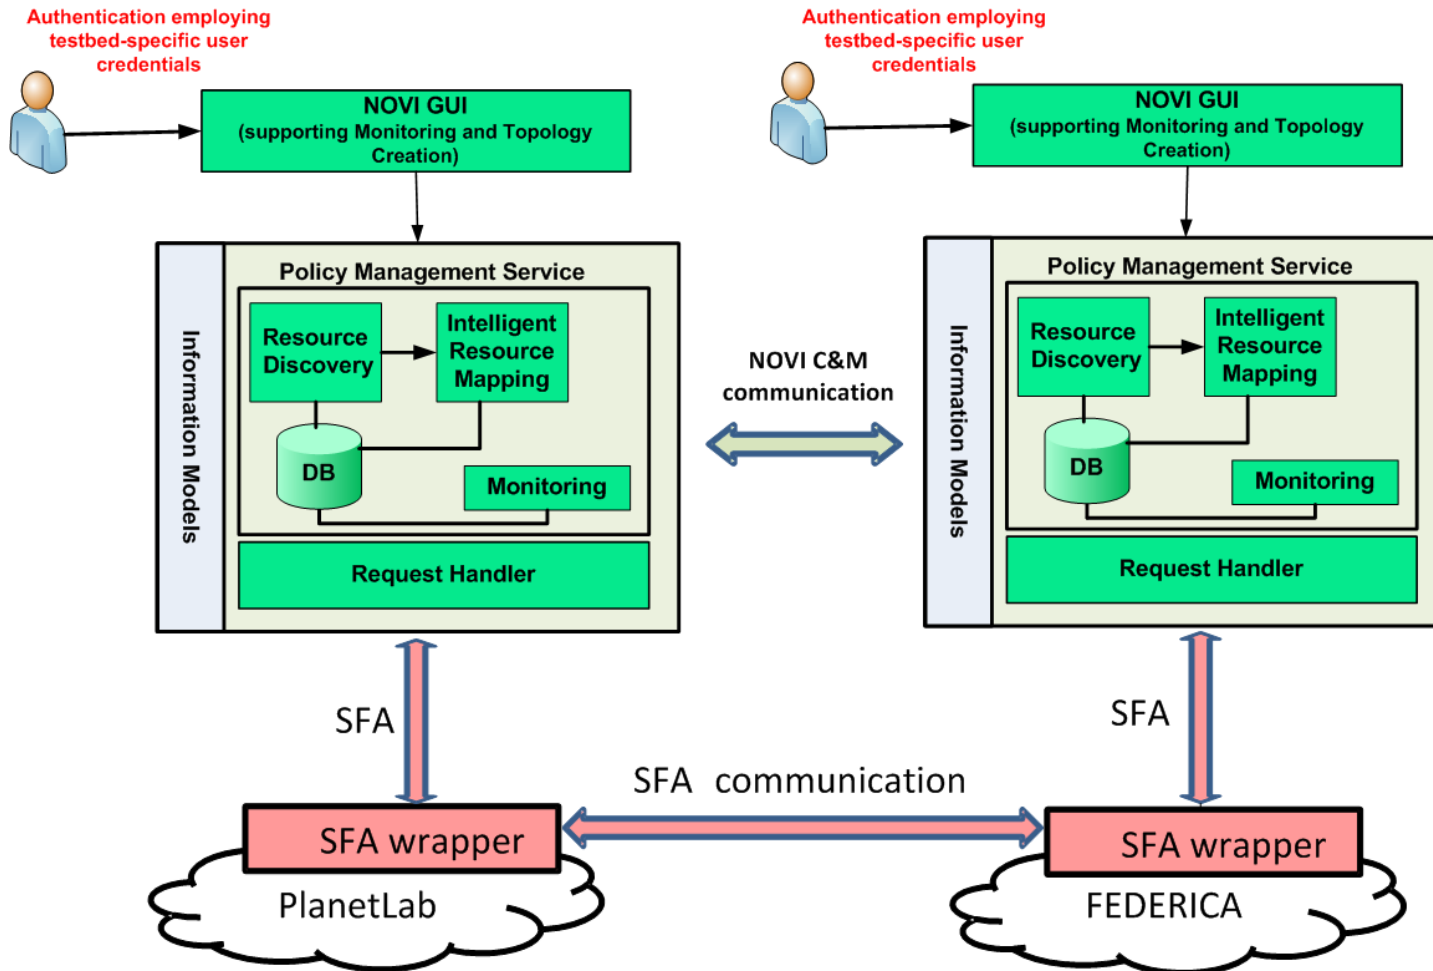 Authentication employing
testbed-specific user
credentials
NOVI GUI
(supporting Monitoring and Topology
Creation)
Authentication employing
testbed-specific user
credentials
NOVI GUI
(supporting Monitoring and Topology
Creation)
Information Models
Policy Management Service
Resource
Discovery
Intelligent
Resource
Mapping
DB
Monitoring
Request Handler
NOVI C&M
communication
Information Models
Policy Management Service
Resource
Discovery
Intelligent
Resource
Mapping
DB
Monitoring
Request Handler
SFA
SFA
SFA communication
SFA wrapper
PlanetLab
SFA wrapper
FEDERICA